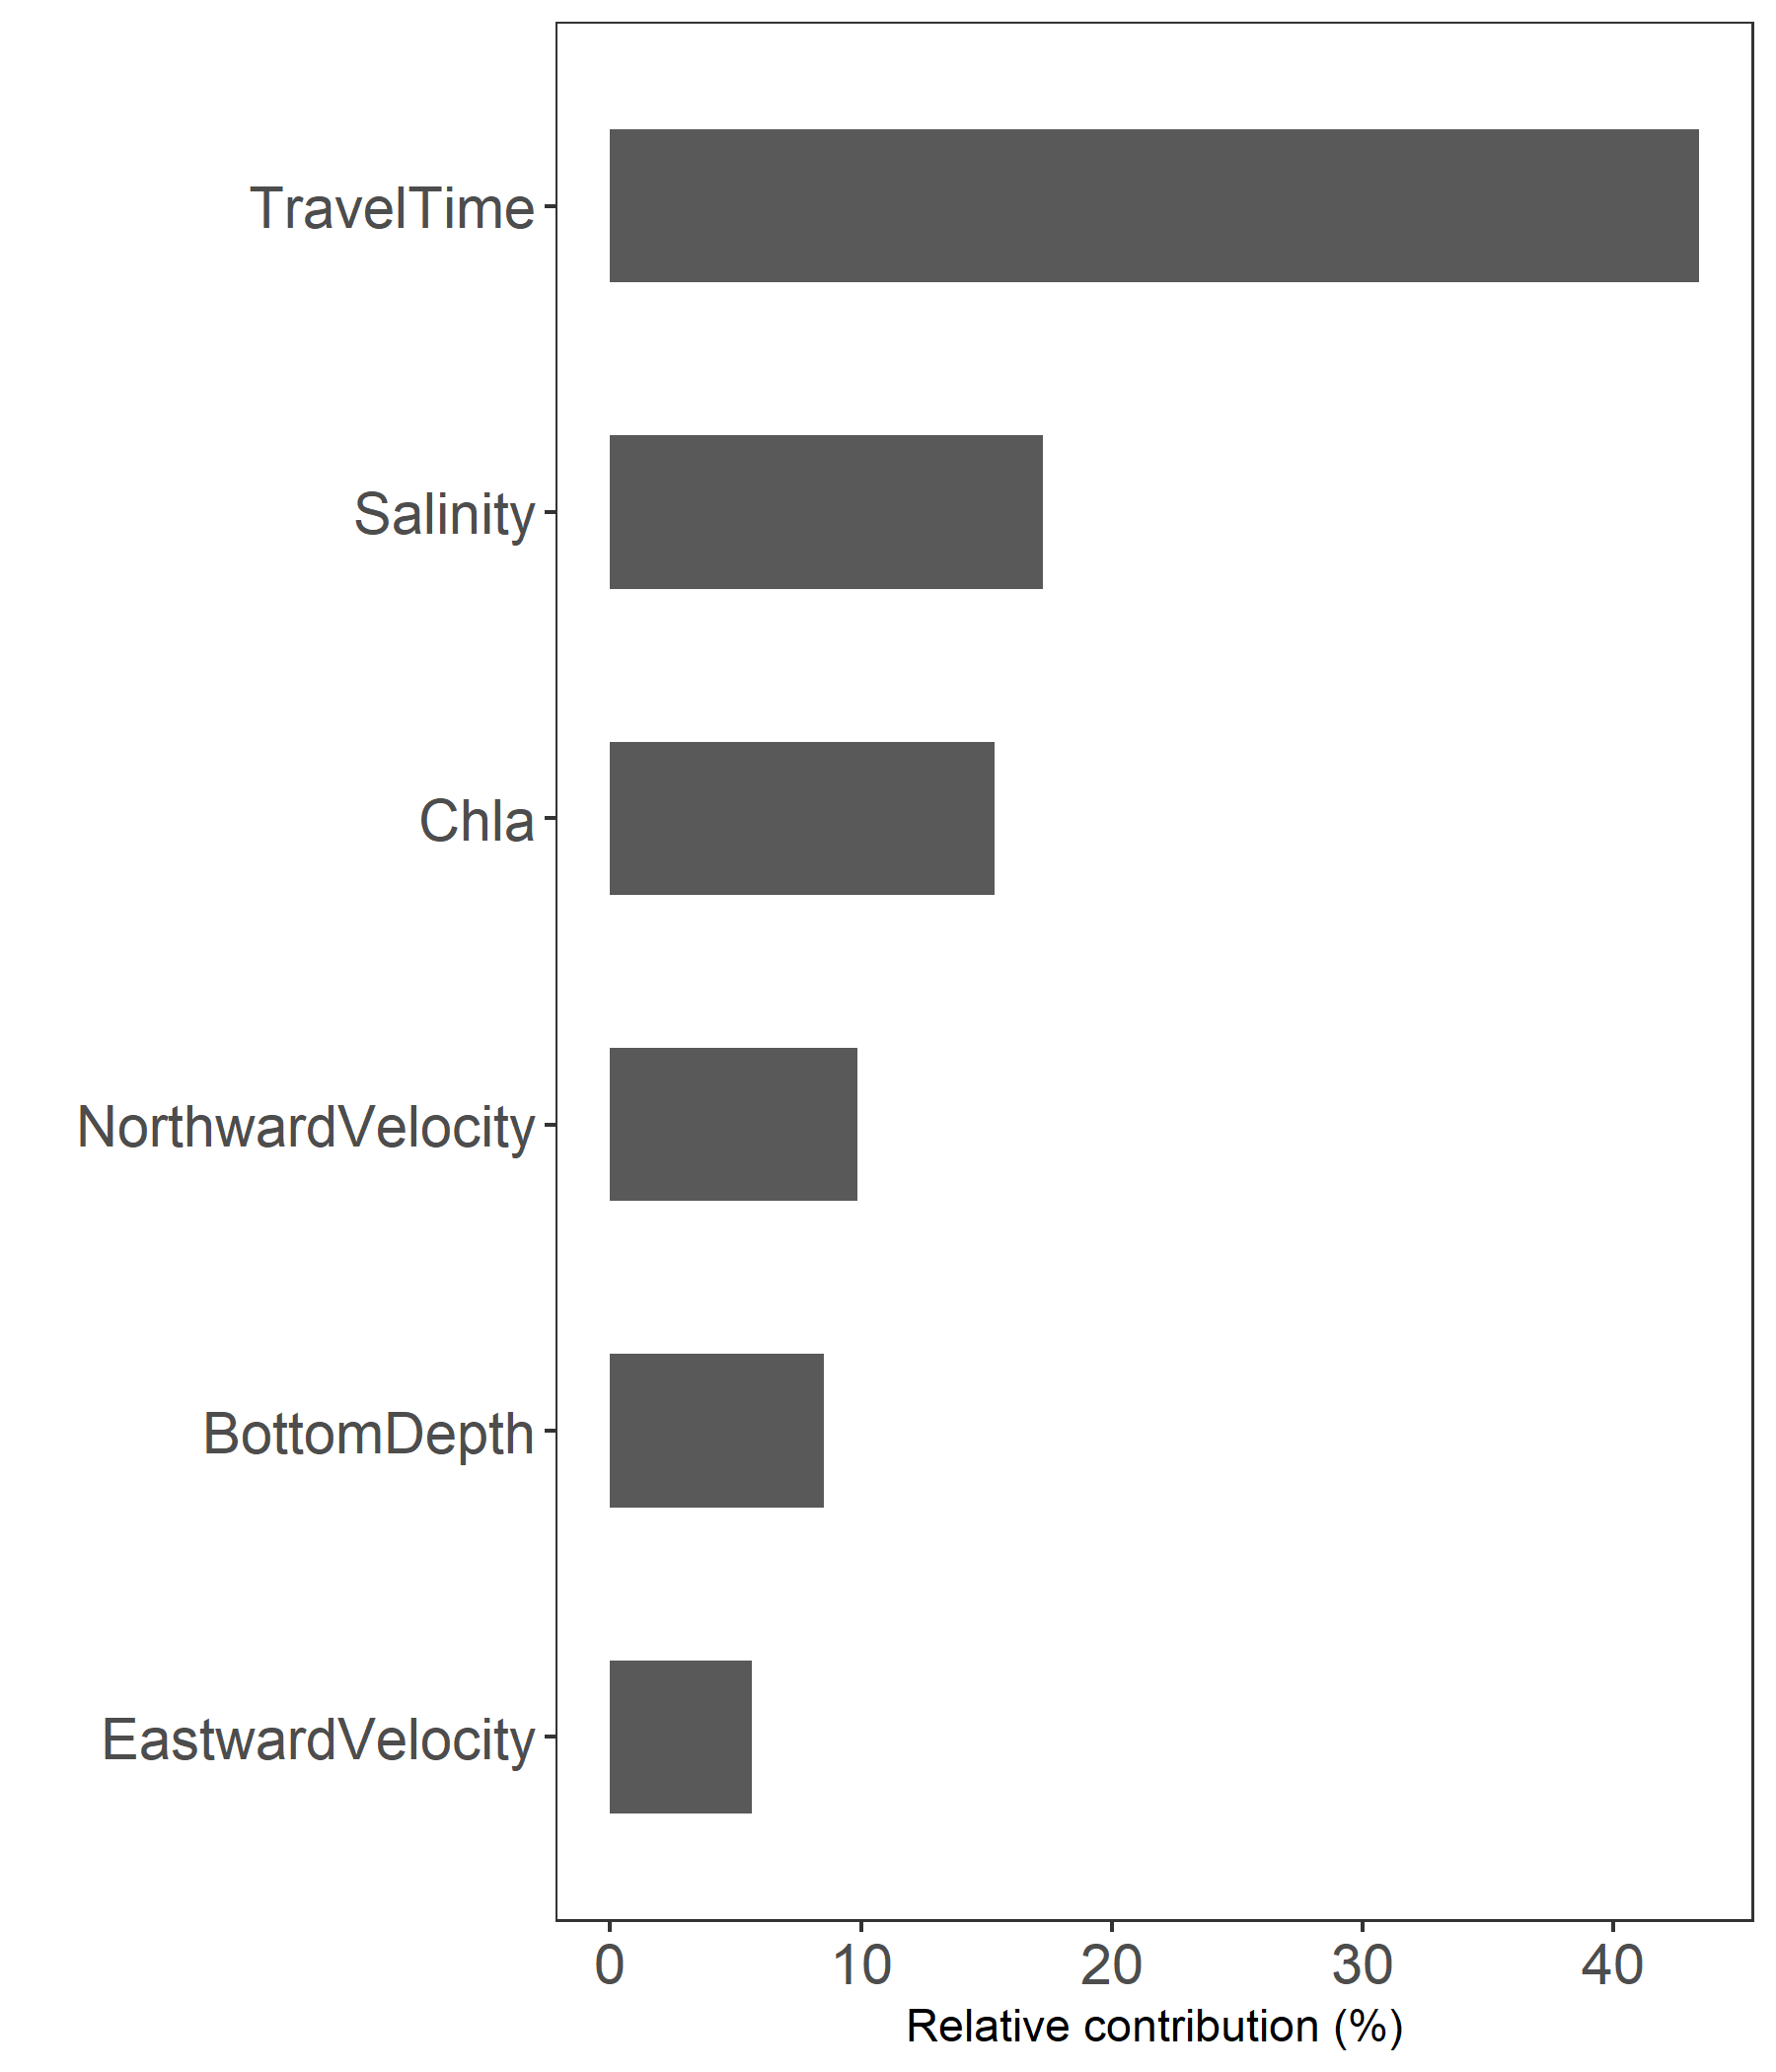 TravelTime
Salinity
Chla
NorthwardVelocity
BottomDepth
EastwardVelocity
0 10 20 30 40
Relative contribution (%)